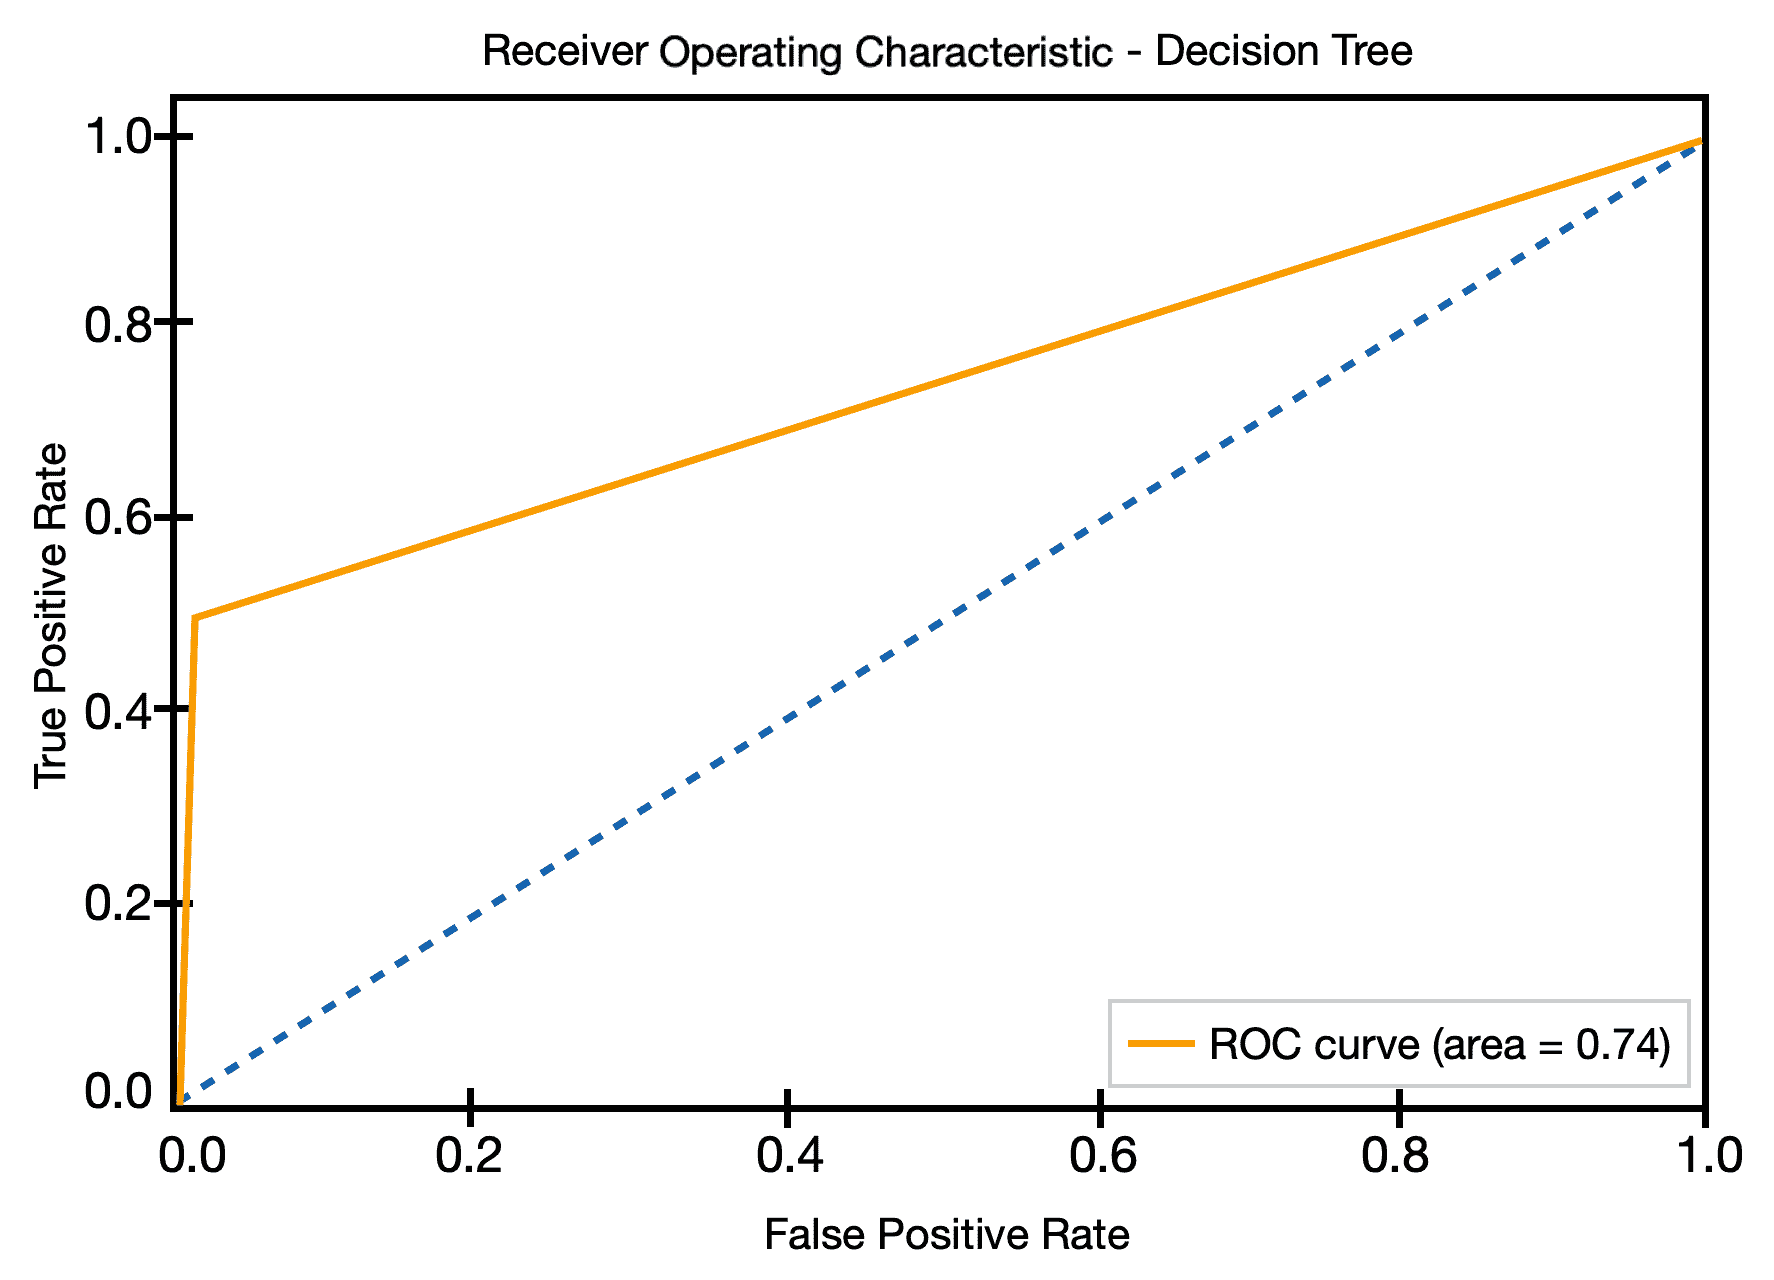 Receiver Operating Characteristic - Decision Tree
1.0
0.8
0.6
0.4
0.2
0.0
True Positive Rate
ROC curve (area = 0.74)
0.0 0.2 0.4 0.6 0.8 1.0
False Positive Rate